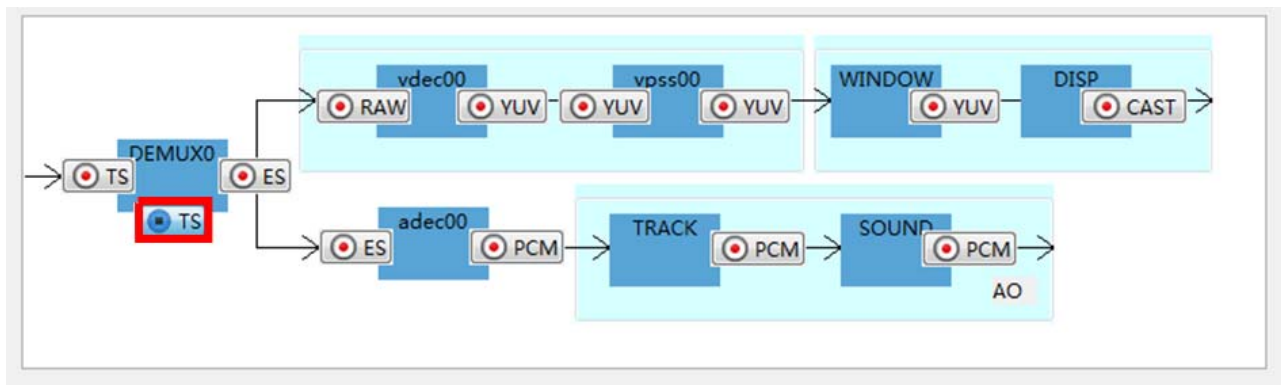 vdec00
vpss00
WINDOW
DISP
RAW
YUV
YUV
YUV
YUV
CAST
DEMUX0
TS
ES
TS
adec00
TRACK
SOUND
ES
PCM
PCM
PCM
AO